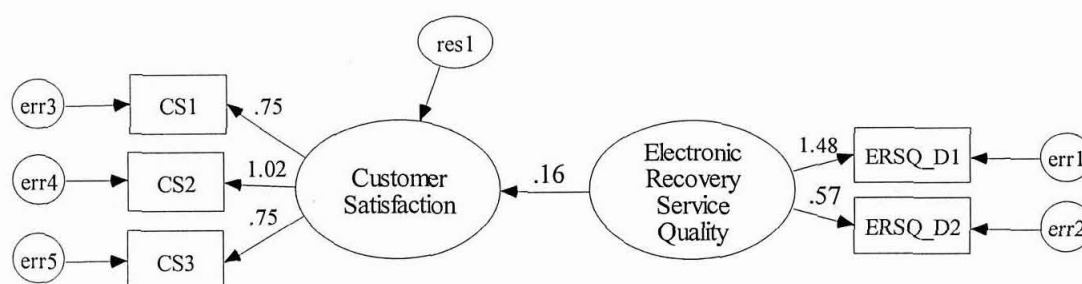 res1
err3
CS1
.75
err4
CS2
1.02
err5
CS3
.75
Customer
Satisfaction
.16
Electronic
Recovery
Service
Quality
1.48
ERSQ_D1
err1
.57
ERSQ_D2
err2